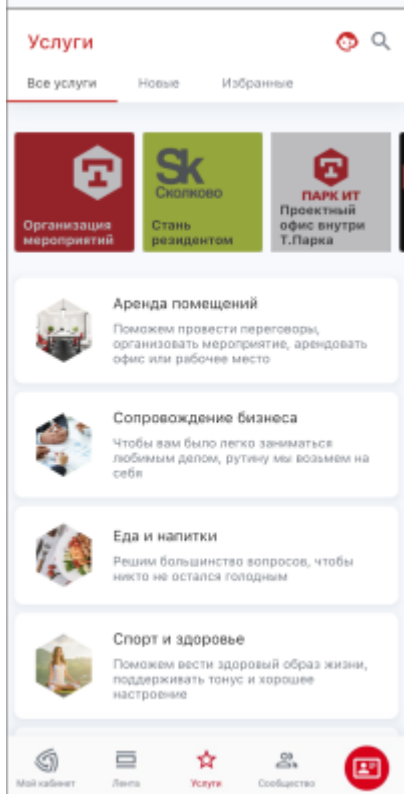 Услуги
Все услуги
Новые
Избранные
Организация
мероприятий
Sk
Сколково
Стань
резидентом
ПАРК ИТ
Проектный
офис внутри
Т.Парка
Аренда помещений
Поможем провести переговоры,
организовать мероприятие, арендовать
офис или рабочее место
Сопровождение бизнеса
Чтобы вам было легко заниматься
любимым делом, рутину мы возьмем на
себя
Еда и напитки
Решим большинство вопросов, чтобы
никто не остался голодным
Спорт и здоровье
Поможем вести здоровый образ жизни,
поддерживать тонус и хорошее
настроение
Мой кабинет
Лента
Услуги
Сообщество